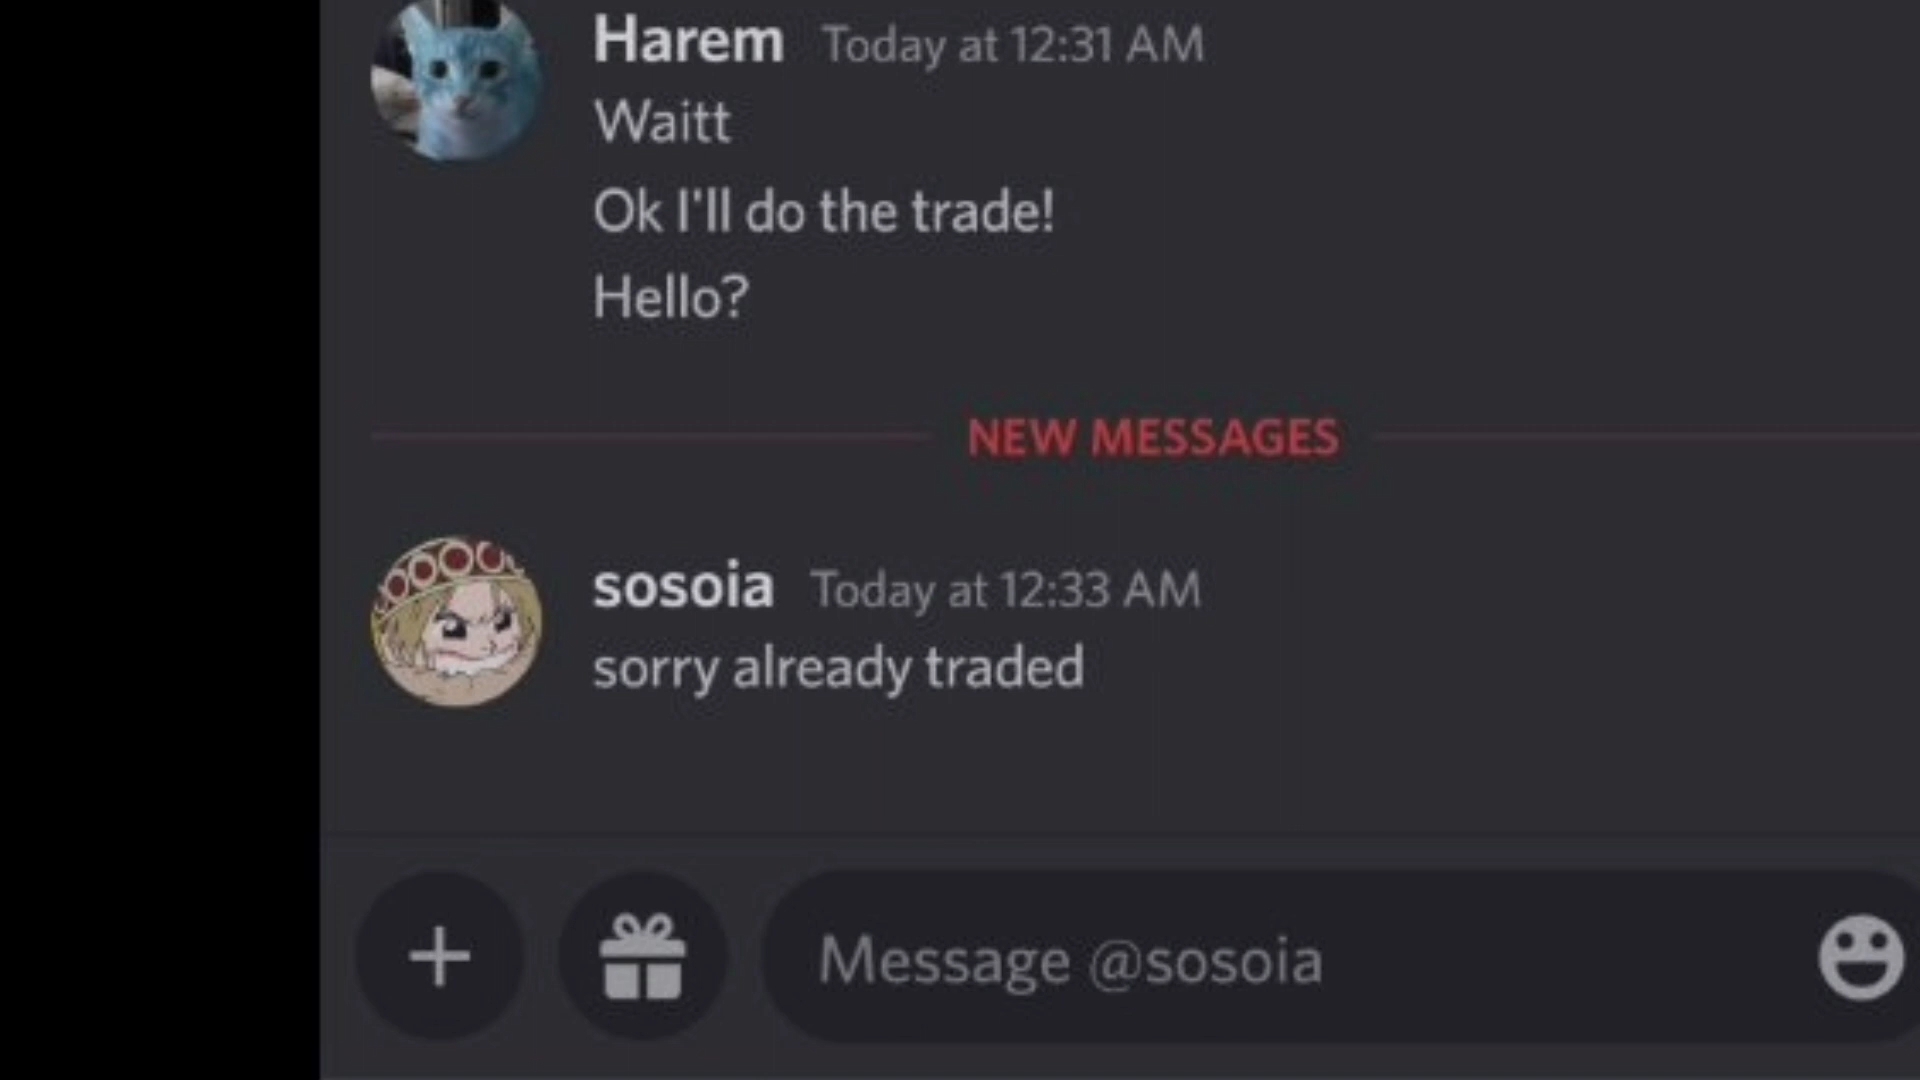 Harem Today at 12:31 AM
Waitt
Ok I'll do the trade!
Hello?
NEW MESSAGES
sosoia Today at 12:33 AM
sorry already traded
Message @sosoia